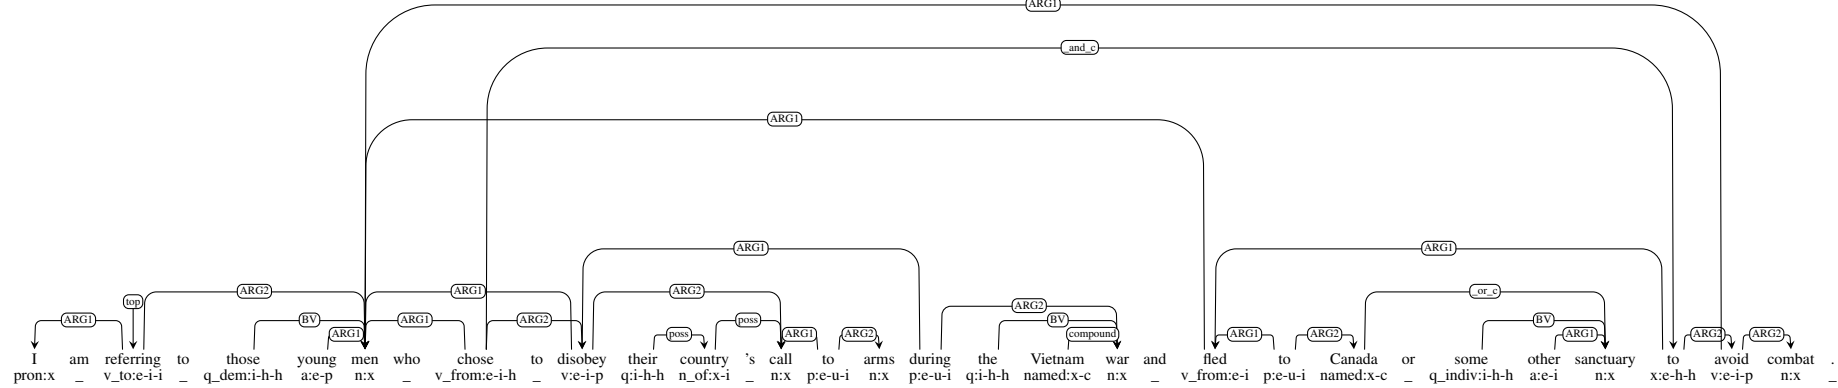 ARG1
_and_c
ARG1
ARG1 ARG1
top ARG2 ARG1 ARG2 _or_c
ARG2
ARG1 BV ARG1 ARG2 poss BV BV
ARG1 poss ARG1 ARG2 compound ARG1 ARG2 ARG1 ARG2 ARG2
I am referring to those young men who chose to disobey their country 's call to arms during the Vietnam war and fled to Canada or some other sanctuary to avoid combat .
pron:x _ v_to:e-i-i _ q_dem:i-h-h a:e-p n:x _ v_from:e-i-h _ v:e-i-p q:i-h-h n_of:x-i _ n:x p:e-u-i n:x p:e-u-i q:i-h-h named:x-c n:x _ v_from:e-i p:e-u-i named:x-c _ q_indiv:i-h-h a:e-i n:x x:e-h-h v:e-i-p n:x _